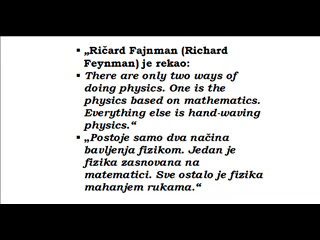 ▪ „Ričard Fajnman (Richard
Feynman) je rekao:
▪ There are only two ways of
doing physics. One is the
physics based on mathematics.
Everything else is hand-waving
physics.“
▪ „Postoje samo dva načina
bavljenja fizikom. Jedan je
fizika zasnovana na
matematici. Sve ostalo je fizika
mahanjem rukama.“